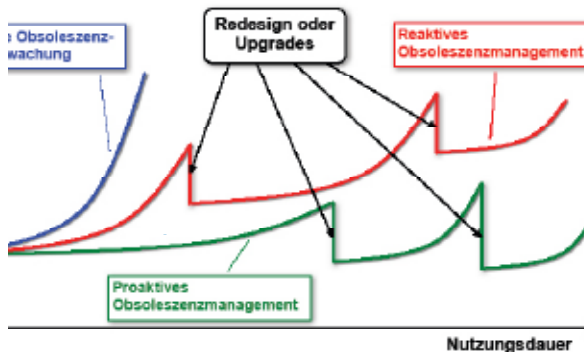 e Obsoleszenz-
wachung
Redesign oder
Upgrades
Reaktives
Obsoleszenzmanagement
Proaktives
Obsoleszenzmanagement
Nutzungsdauer